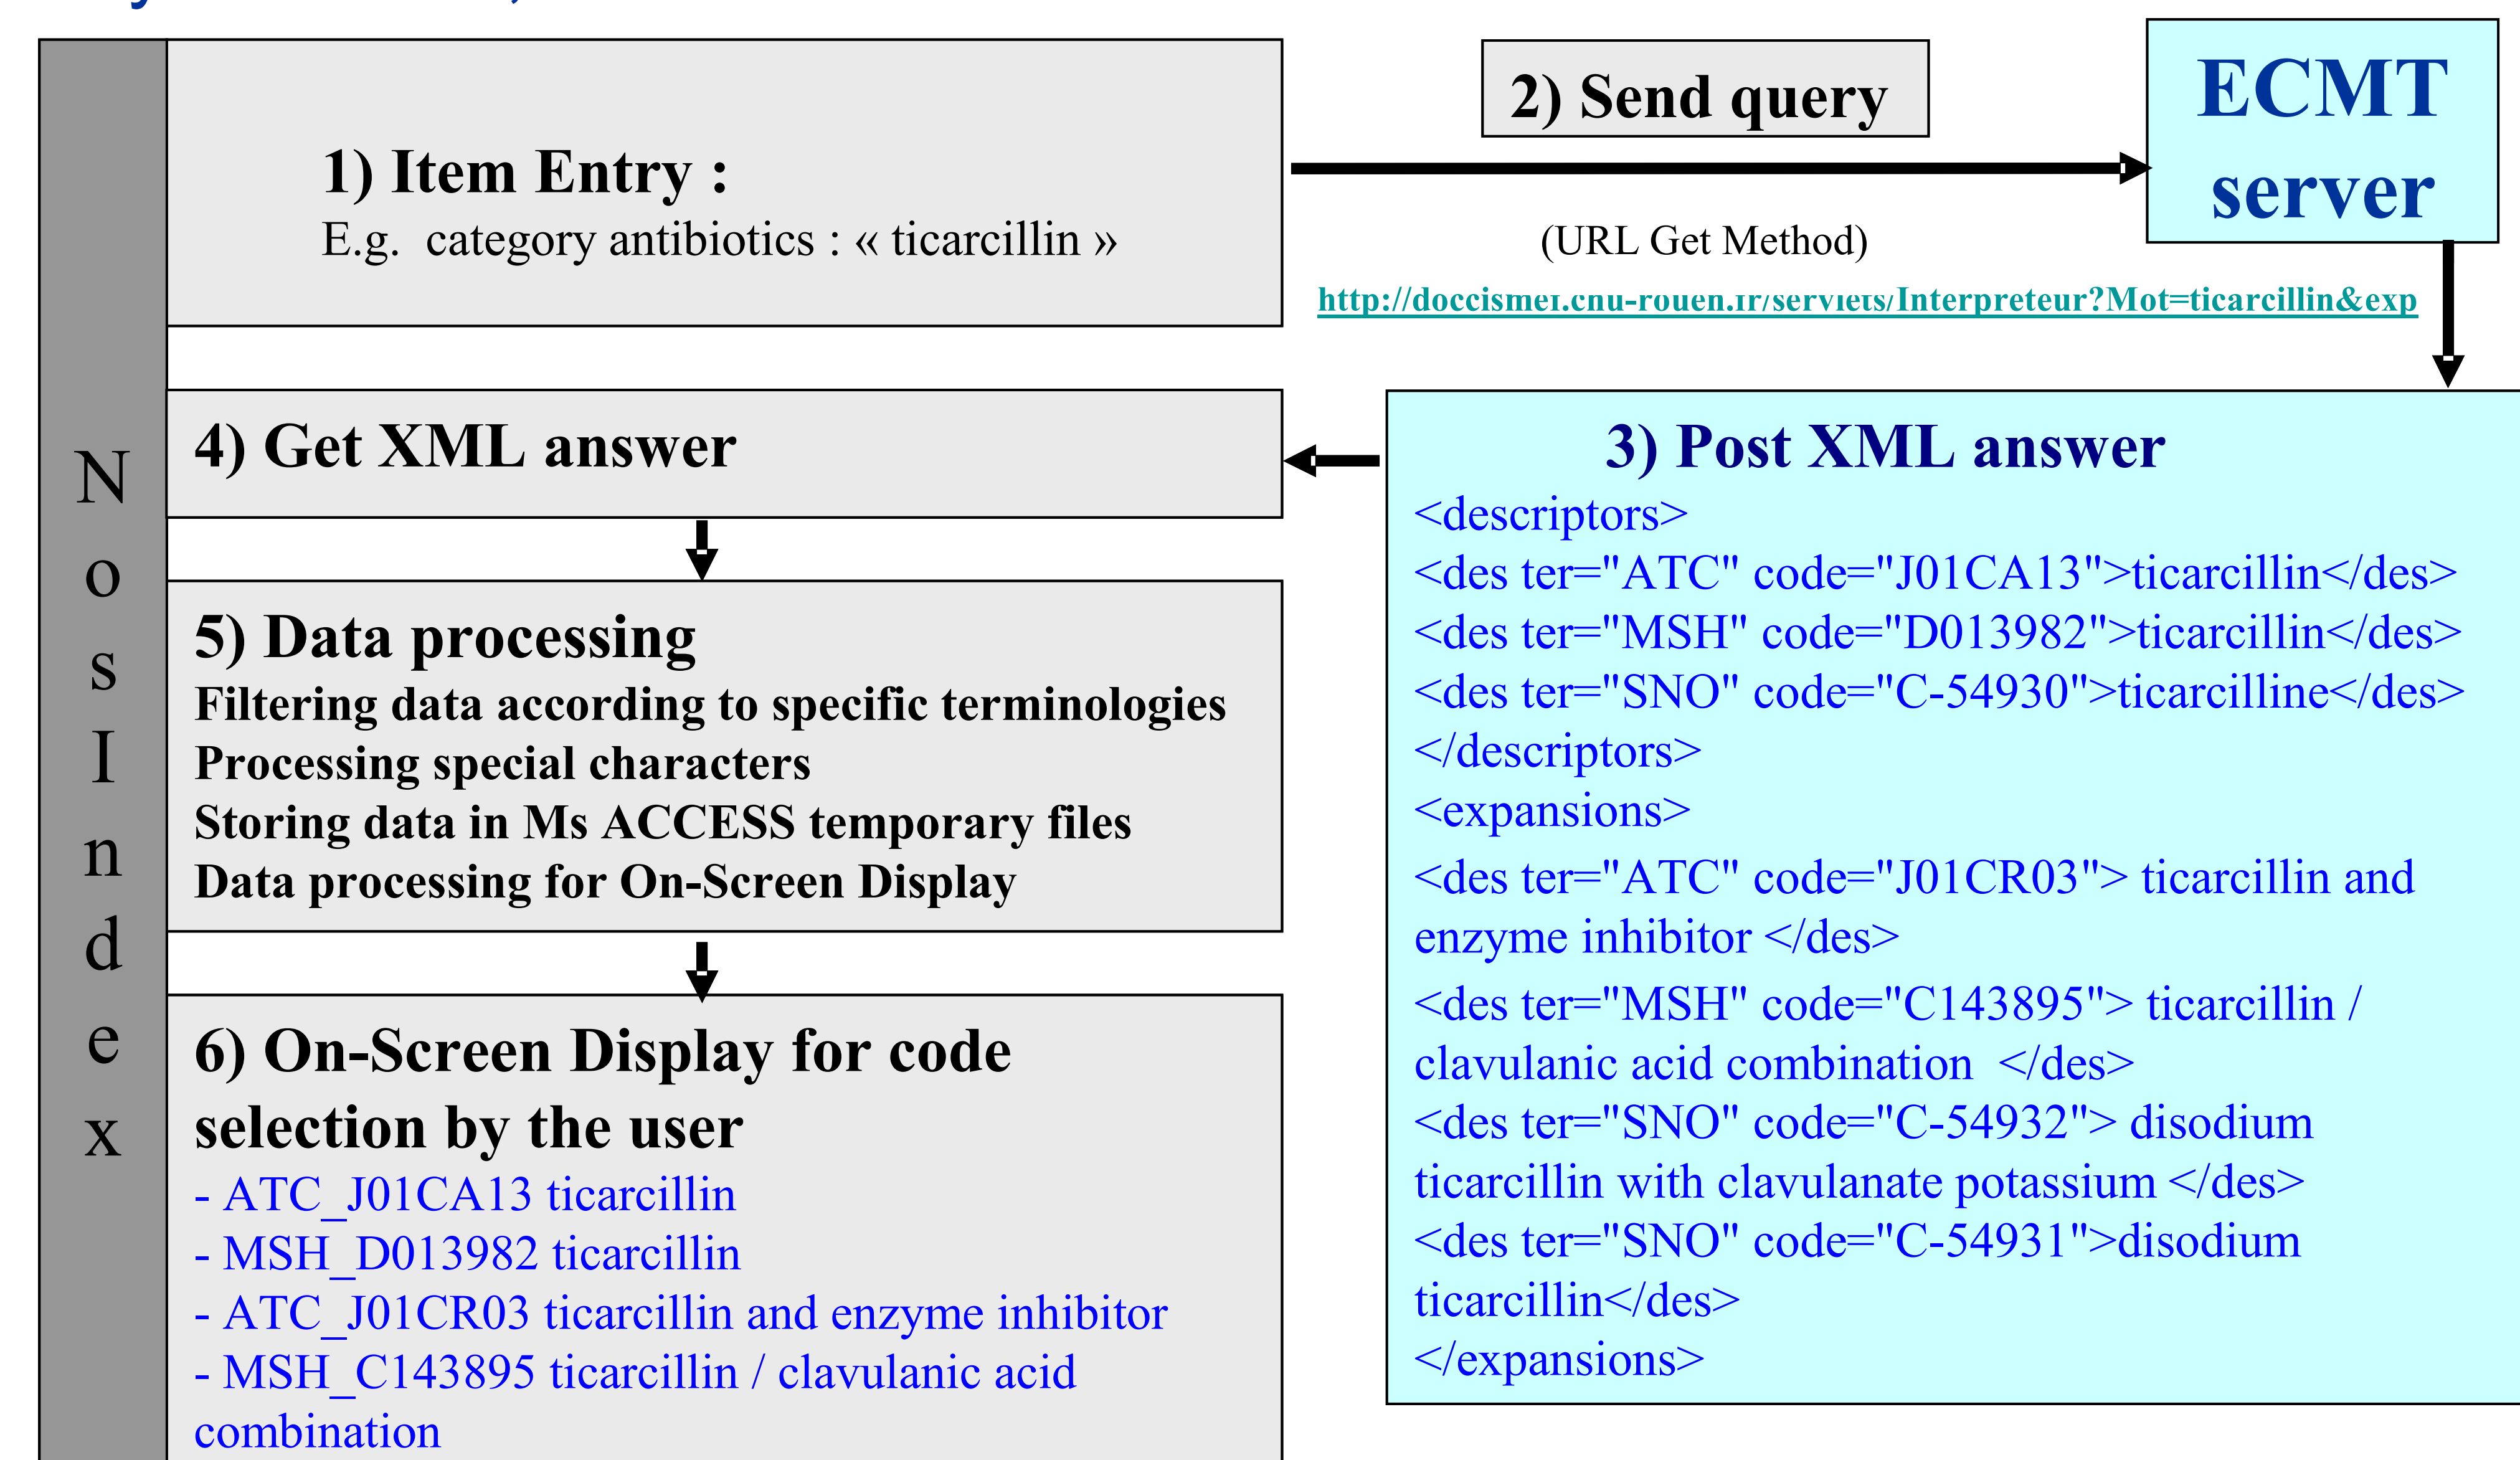 NosIndex
1) Item Entry :
E.g. category antibiotics : « ticarcillin »
2) Send query
(URL Get Method)
http://doccismef.chu-rouen.fr/servlets/Interpreteur?Mot=ticarcillin&exp
ECMT
server
3) Post XML answer
<descriptors>
<des ter="ATC" code="J01CA13">ticarcillin</des>
<des ter="MSH" code="D013982">ticarcillin</des>
<des ter="SNO" code="C-54930">ticarcilline</des>
</descriptors>
<expansions>
<des ter="ATC" code="J01CR03"> ticarcillin and
enzyme inhibitor </des>
<des ter="MSH" code="C143895"> ticarcillin /
clavulanic acid combination </des>
<des ter="SNO" code="C-54932"> disodium
ticarcillin with clavulanate potassium </des>
<des ter="SNO" code="C-54931">disodium
ticarcillin</des>
</expansions>
4) Get XML answer
5) Data processing
Filtering data according to specific terminologies
Processing special characters
Storing data in Ms ACCESS temporary files
Data processing for On-Screen Display
6) On-Screen Display for code
selection by the user
- ATC_J01CA13 ticarcillin
- MSH_D013982 ticarcillin
- ATC_J01CR03 ticarcillin and enzyme inhibitor
- MSH_C143895 ticarcillin / clavulanic acid
combination